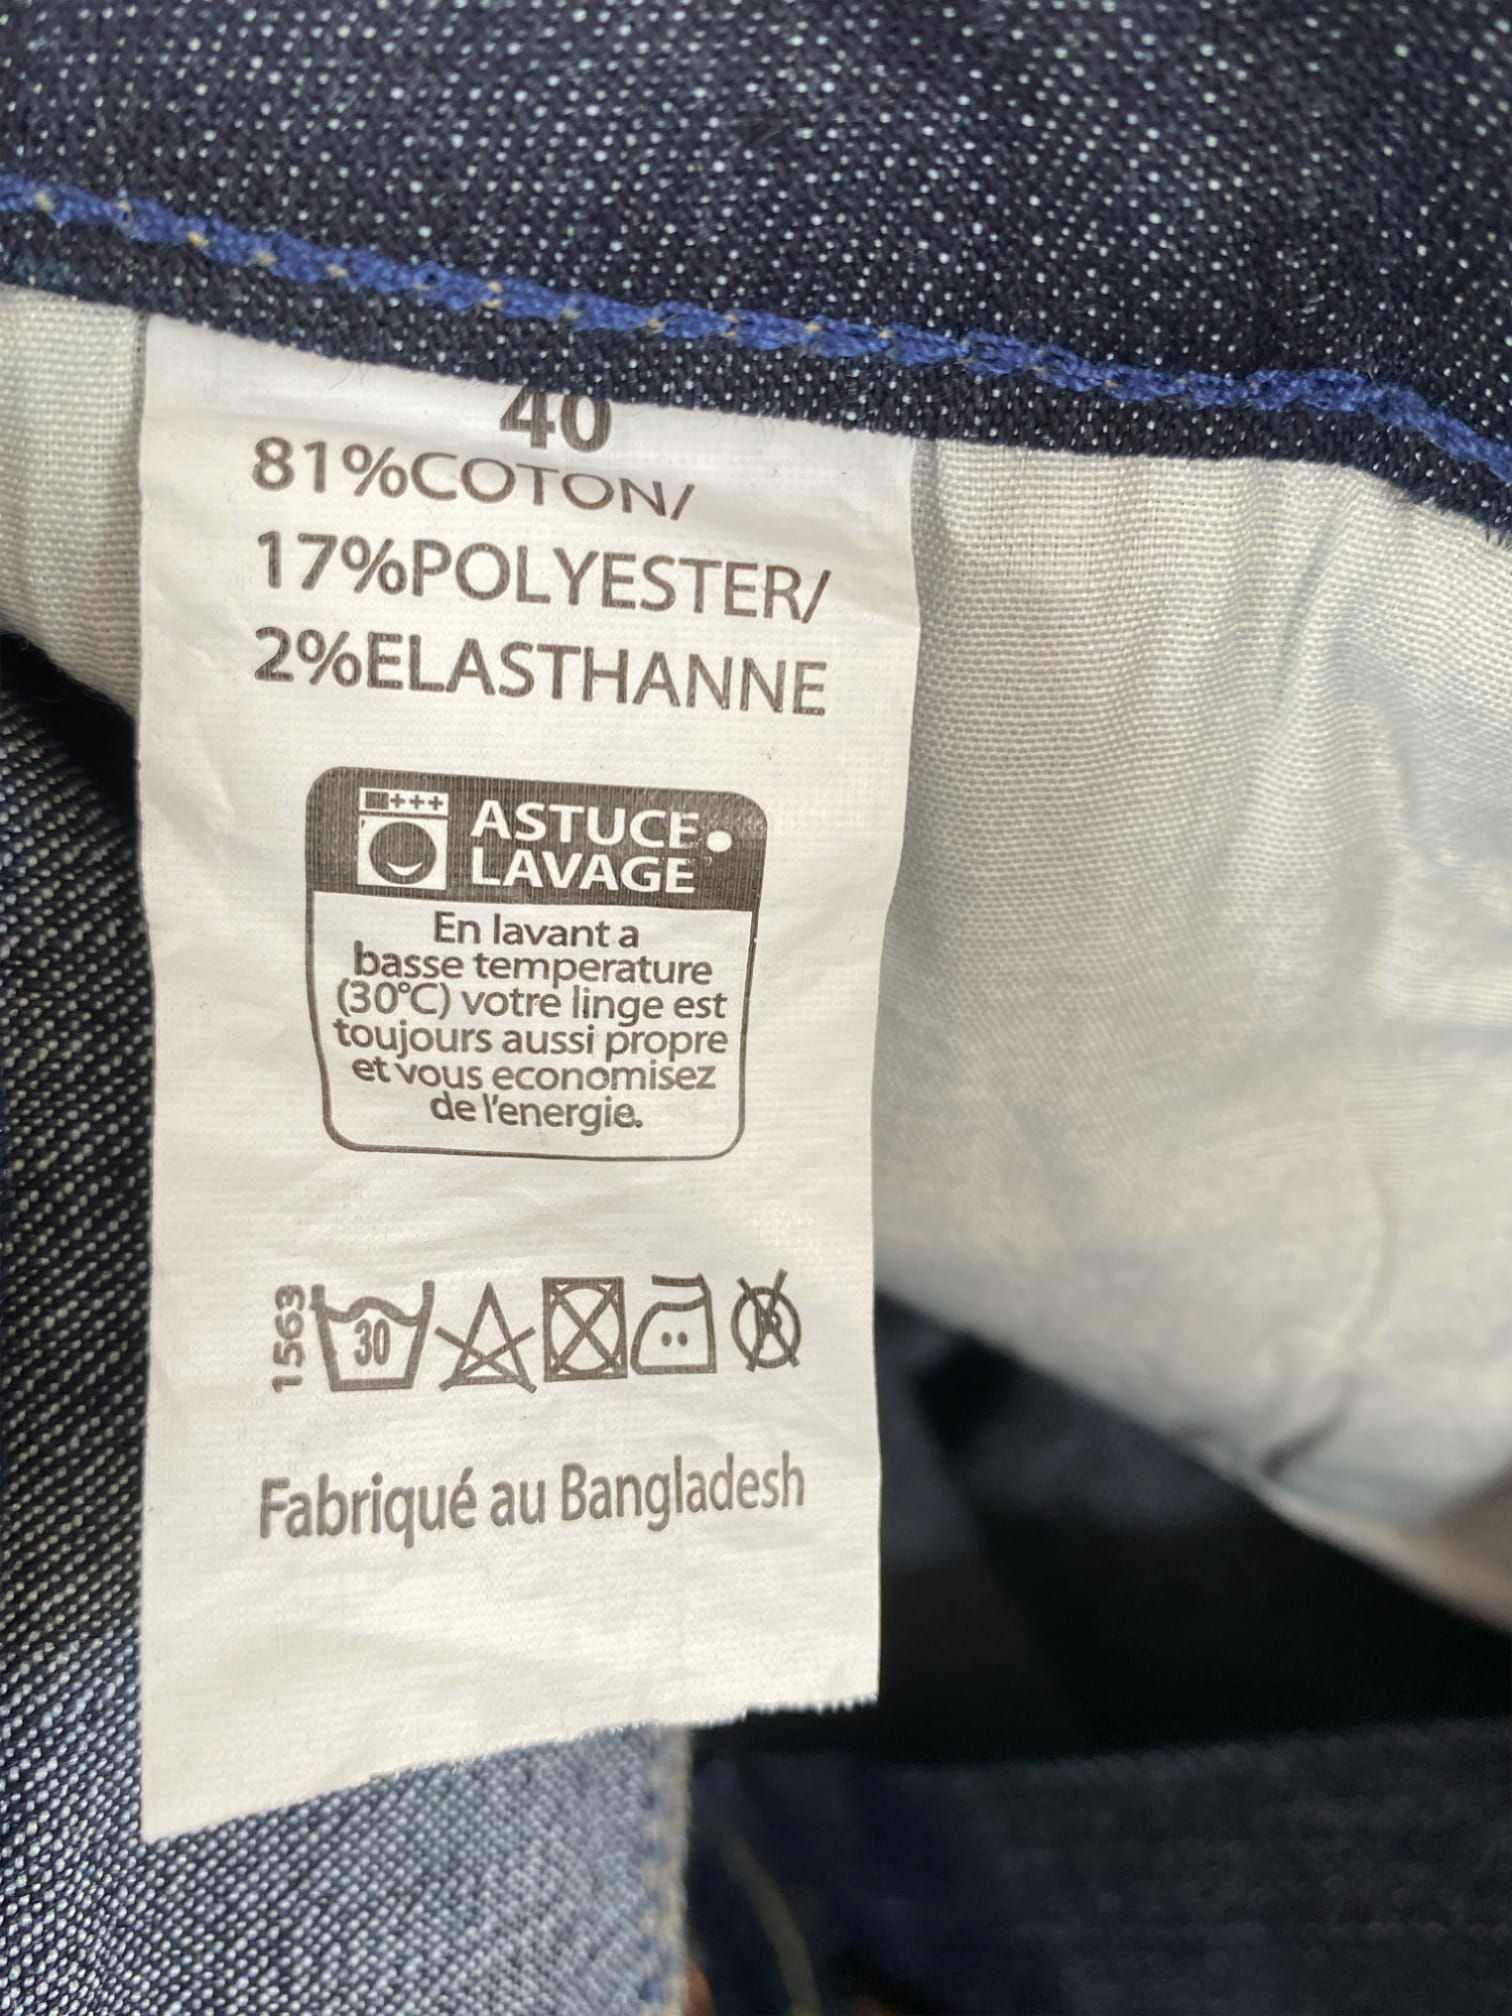 40
81%COTON/
17%POLYESTER/
2%ELASTHANNE
ASTUCE
LAVAGE
En lavant a
basse temperature
(30°C) votre linge est
toujours aussi propre
et vous economisez
de l'energie.
1563
30
Fabriqué au Bangladesh